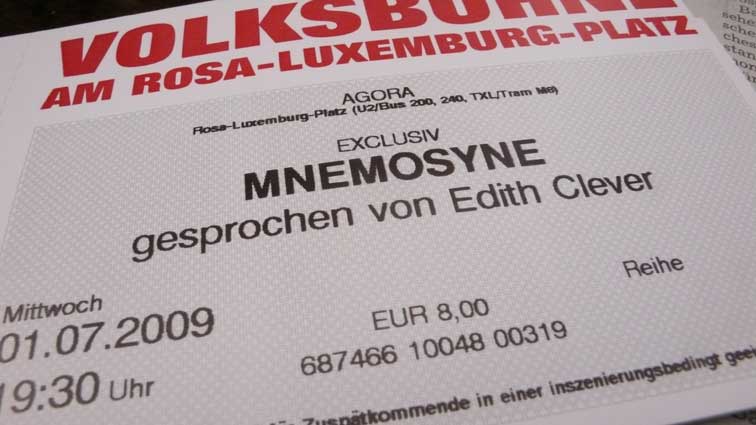 VOLKSBÜHNE
AM ROSA-LUXEMBURG-PLATZ
AGORA
Rosa-Luxemburg-Platz (U2/Bus 200, 240, TXL/Tram M8)
EXCLUSIV
MNEMOSYNE
gesprochen von Edith Clever
Mittwoch
01.07.2009
19:30 Uhr
Reihe
EUR 8,00
687466 10048 00319
Zuspätkommende in einer inszenierungsbedingt